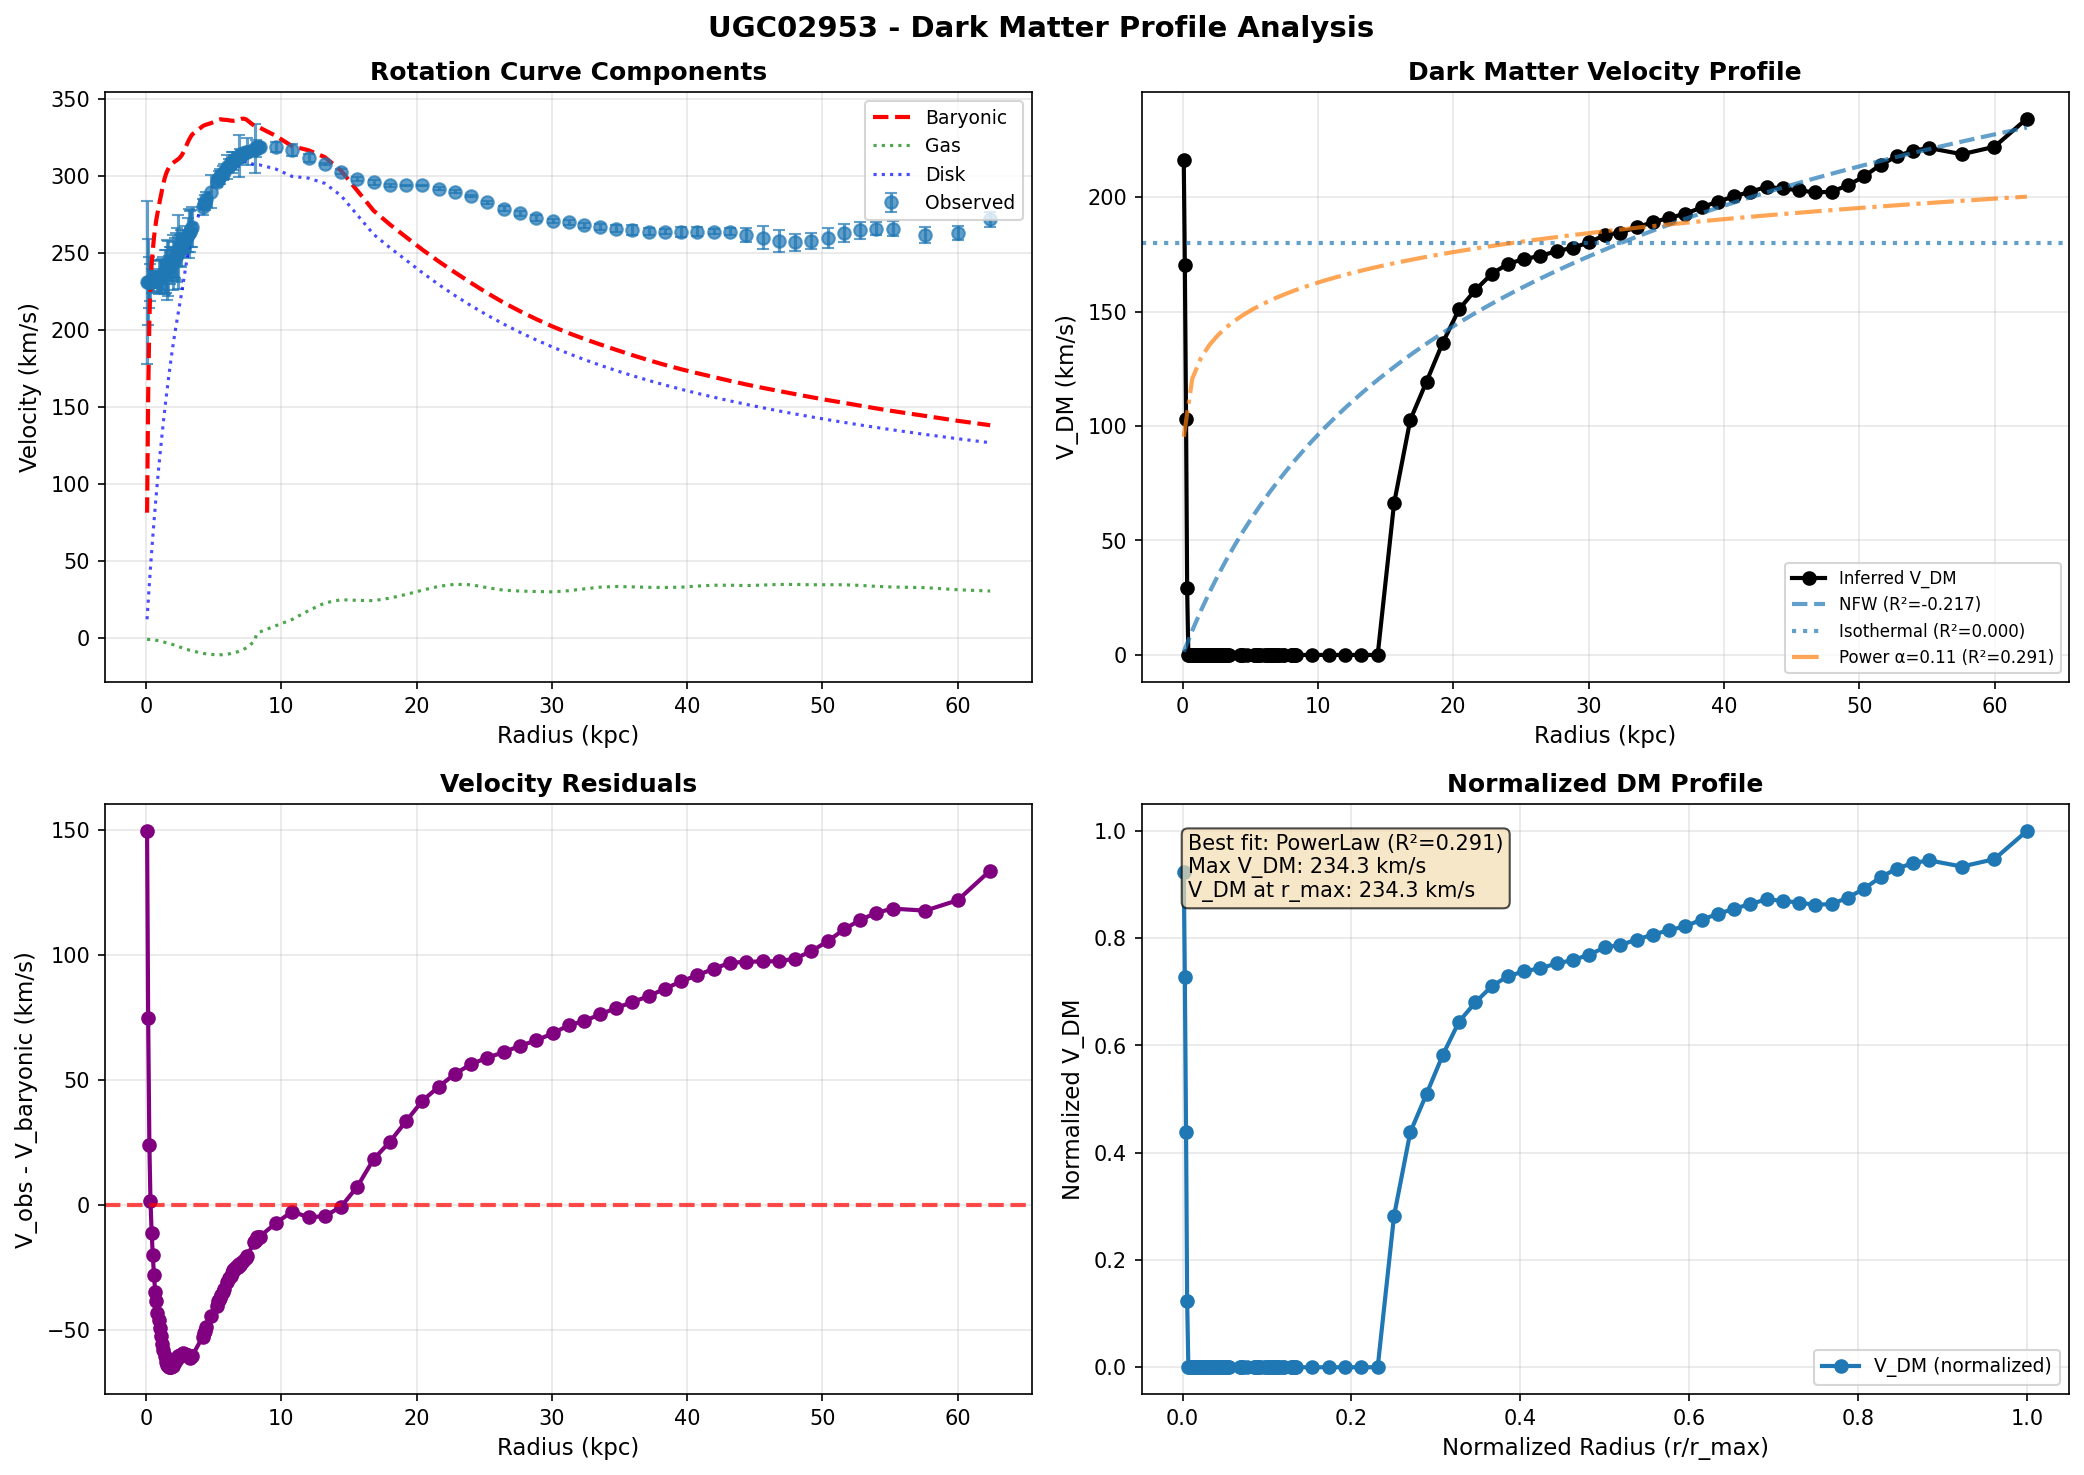 UGC02953 - Dark Matter Profile Analysis
Rotation Curve Components
Velocity (km/s)
350
300
250
200
150
100
50
0
0 10 20 30 40 50 60
Radius (kpc)
Baryonic
Gas
Disk
Observed
Dark Matter Velocity Profile
V_DM (km/s)
200
150
100
50
0
0 10 20 30 40 50 60
Radius (kpc)
Inferred V_DM
NFW (R²=-0.217)
Isothermal (R²=0.000)
Power α=0.11 (R²=0.291)
Velocity Residuals
V_obs - V_baryonic (km/s)
150
100
50
0
−50
0 10 20 30 40 50 60
Radius (kpc)
Normalized DM Profile
Normalized V_DM
1.0
0.8
0.6
0.4
0.2
0.0
0.0 0.2 0.4 0.6 0.8 1.0
Normalized Radius (r/r_max)
Best fit: PowerLaw (R²=0.291)
Max V_DM: 234.3 km/s
V_DM at r_max: 234.3 km/s
V_DM (normalized)